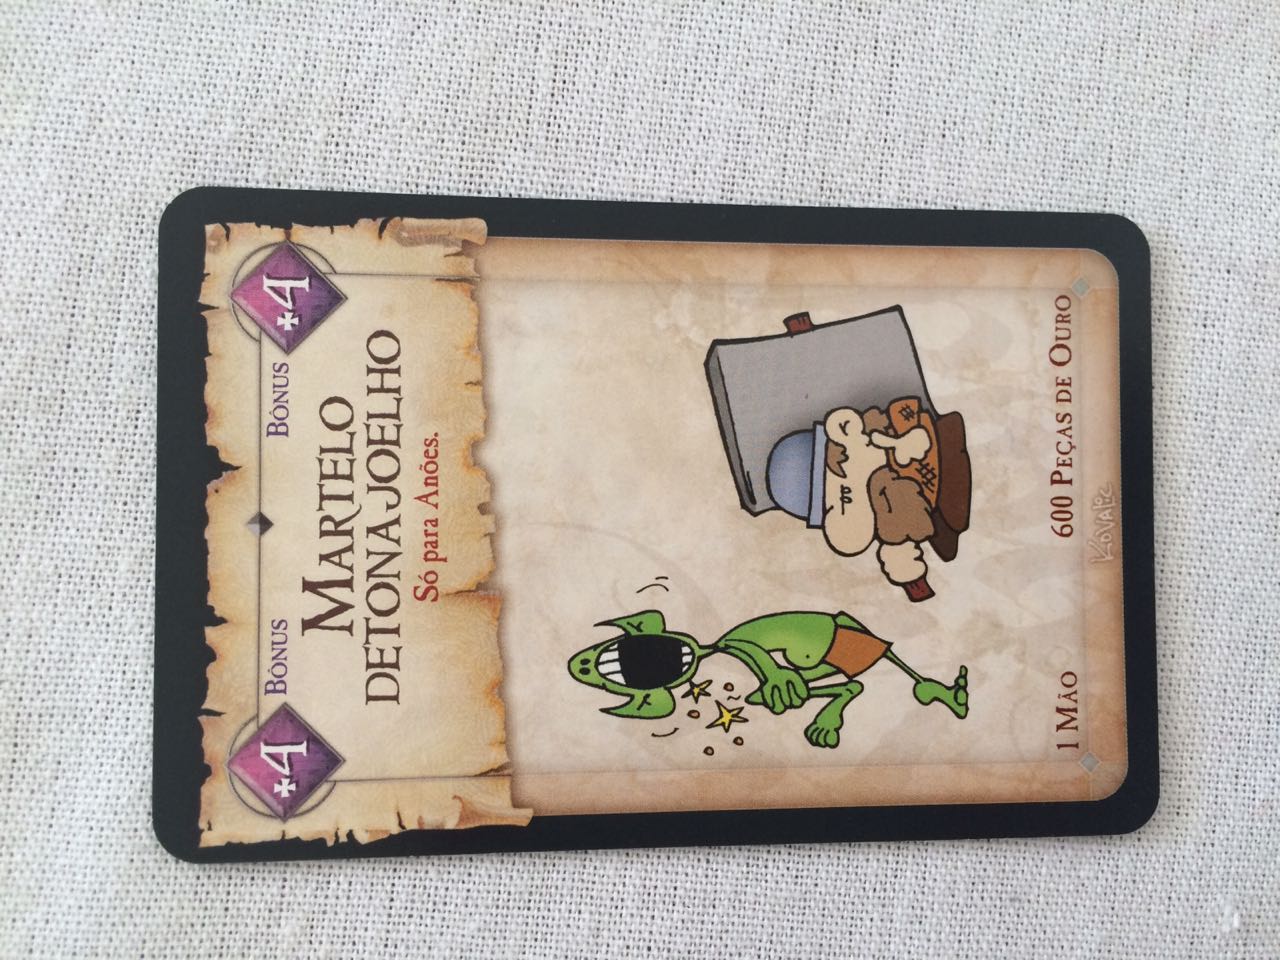 +4 BÔNUS BÔNUS +4
MARTELO
DETONAJOELHO
Só para Anões.
1 MÃO 600 PEÇAS DE OURO
KOVALIC